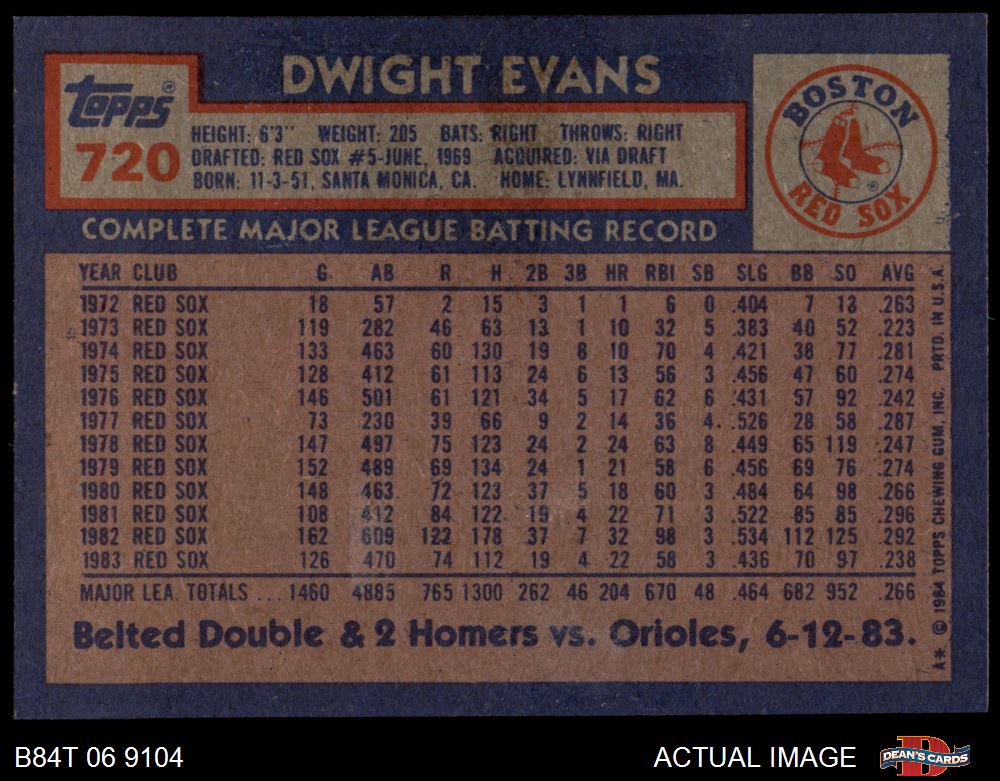 DWIGHT EVANS
topps®
720
HEIGHT: 6'3" WEIGHT: 205 BATS: RIGHT THROWS: RIGHT
DRAFTED: RED SOX #5-JUNE, 1969 ACQUIRED: VIA DRAFT
BORN: 11-3-51, SANTA MONICA, CA. HOME: LYNNFIELD, MA.
BOSTON
RED SOX
®
COMPLETE MAJOR LEAGUE BATTING RECORD
YEAR CLUB G AB R H 2B 3B HR RBI SB SLG BB SO AVG
1972 RED SOX 18 57 2 15 3 1 1 6 0 .404 7 13 .263
1973 RED SOX 119 282 46 63 13 1 10 32 5 .383 40 52 .223
1974 RED SOX 133 463 60 130 19 8 10 70 4 .421 38 77 .281
1975 RED SOX 128 412 61 113 24 6 13 56 3 .456 47 60 .274
1976 RED SOX 146 501 61 121 34 5 17 62 6 .431 57 92 .242
1977 RED SOX 73 230 39 66 9 2 14 36 4 .526 28 58 .287
1978 RED SOX 147 497 75 123 24 2 24 63 8 .449 65 119 .247
1979 RED SOX 152 489 69 134 24 1 21 58 6 .456 69 76 .274
1980 RED SOX 148 463 72 123 37 5 18 60 3 .484 64 98 .266
1981 RED SOX 108 412 84 122 19 4 22 71 3 .522 85 85 .296
1982 RED SOX 162 609 122 178 37 7 32 98 3 .534 112 125 .292
1983 RED SOX 126 470 74 112 19 4 22 58 3 .436 70 97 .238
MAJOR LEA. TOTALS ... 1460 4885 765 1300 262 46 204 670 48 .464 682 952 .266
Belted Double & 2 Homers vs. Orioles, 6-12-83.
A* © 1984 TOPPS CHEWING GUM, INC. PRTD. IN U.S.A.
B84T 06 9104
ACTUAL IMAGE
DEAN'S CARDS